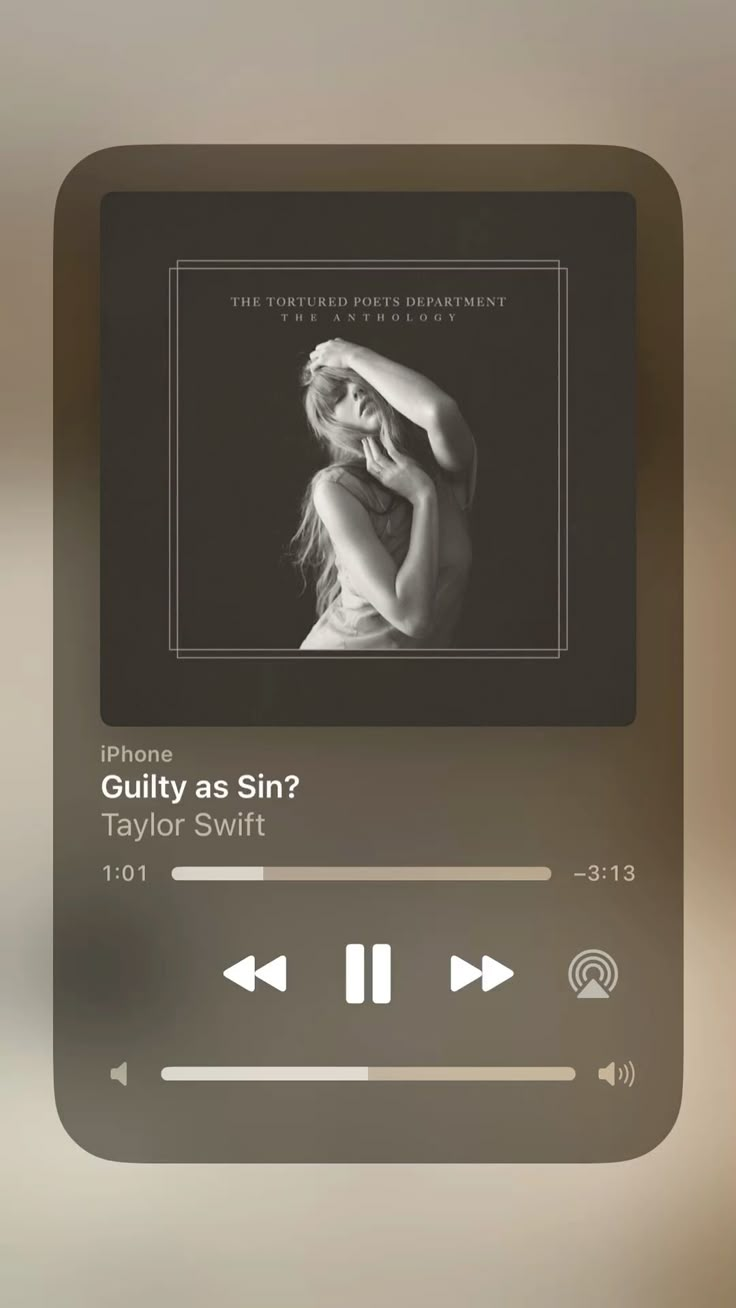 THE TORTURED POETS DEPARTMENT
THE ANTHOLOGY
iPhone
Guilty as Sin?
Taylor Swift
1:01 –3:13